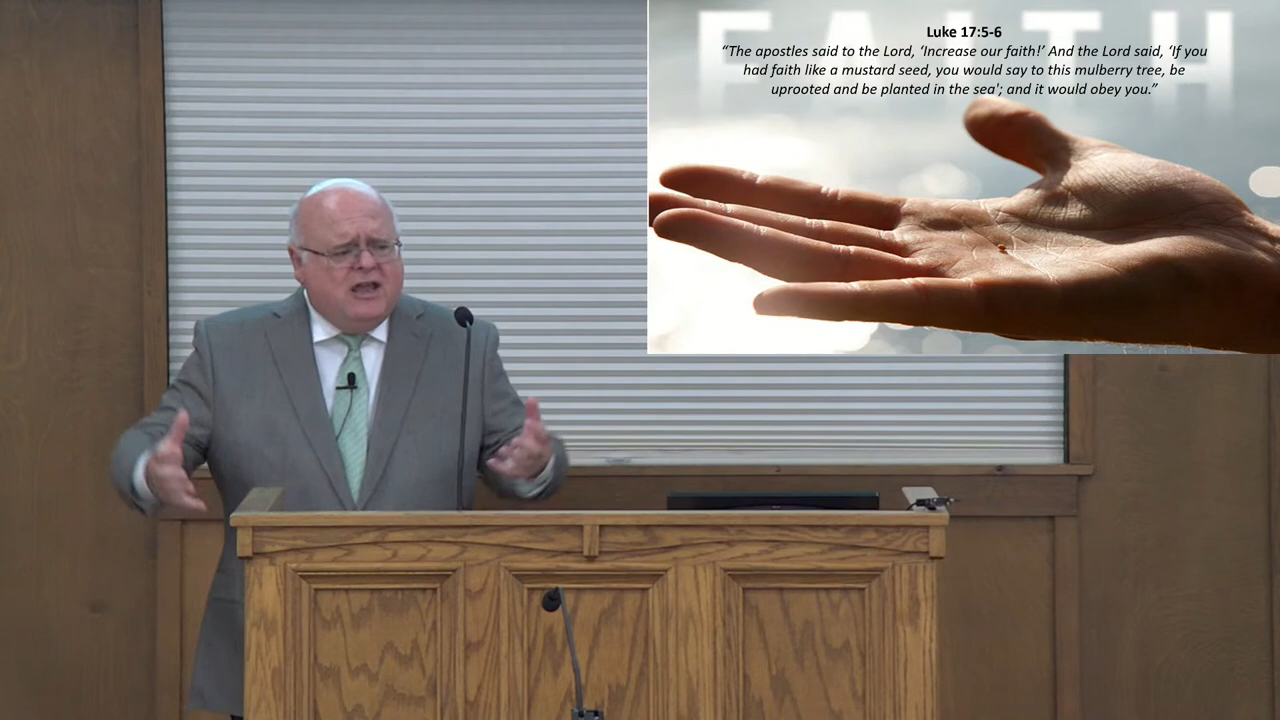 FAITH
Luke 17:5-6
“The apostles said to the Lord, ‘Increase our faith!’ And the Lord said, ‘If you
had faith like a mustard seed, you would say to this mulberry tree, be
uprooted and be planted in the sea'; and it would obey you.”